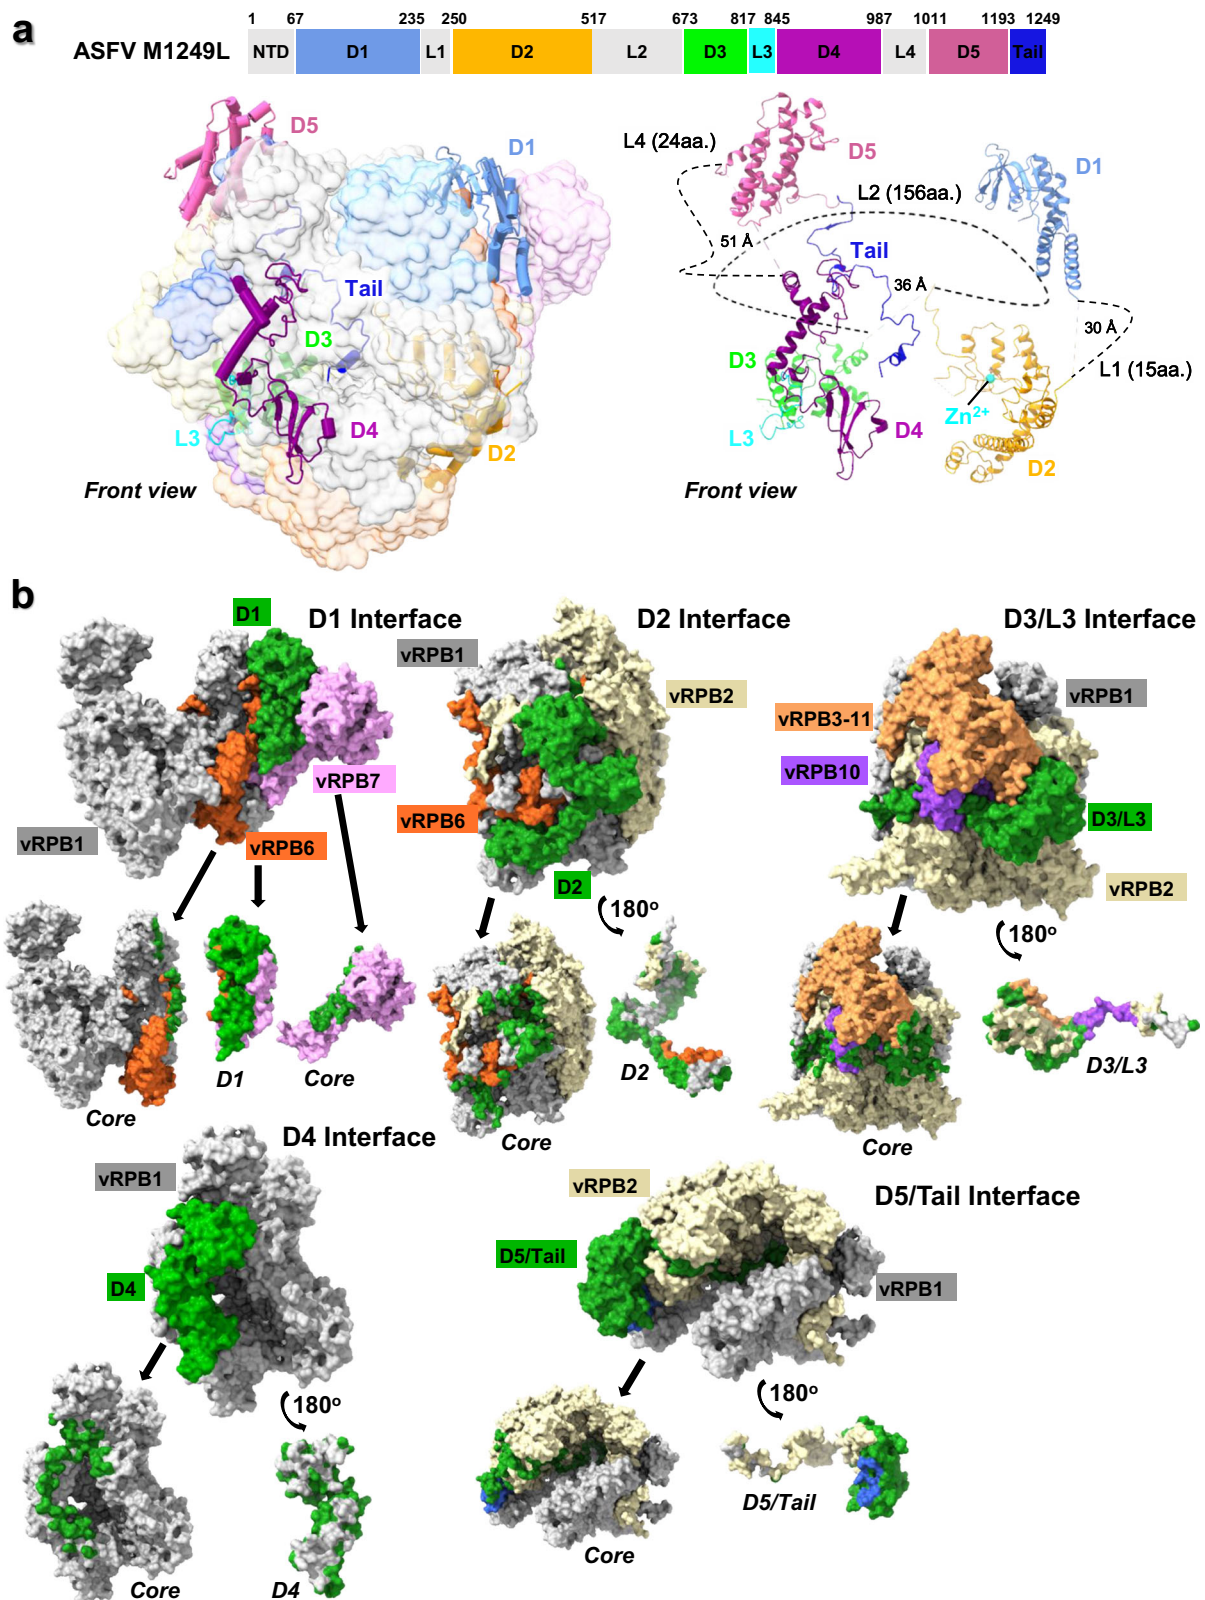 a
1 67 235 250 517 673 817 845 987 1011 1193 1249
ASFV M1249L NTD D1 L1 D2 L2 D3 L3 D4 L4 D5 Tail
D5
D1
Tail
D3
L3
D4
D2
Front view
L4 (24aa.)
D5
D1
L2 (156aa.)
51 Å
Tail
36 Å
30 Å
D3
L1 (15aa.)
Zn2+
L3
D4
D2
Front view
b
D1
D1 Interface
vRPB7
vRPB1
vRPB6
Core
D1
Core
D2 Interface
vRPB1
vRPB2
vRPB6
D2
180o
D2
Core
D3/L3 Interface
vRPB1
vRPB3-11
vRPB10
D3/L3
vRPB2
180o
D3/L3
Core
D4 Interface
vRPB1
D4
180o
Core
D4
vRPB2
D5/Tail Interface
D5/Tail
vRPB1
180o
D5/Tail
Core